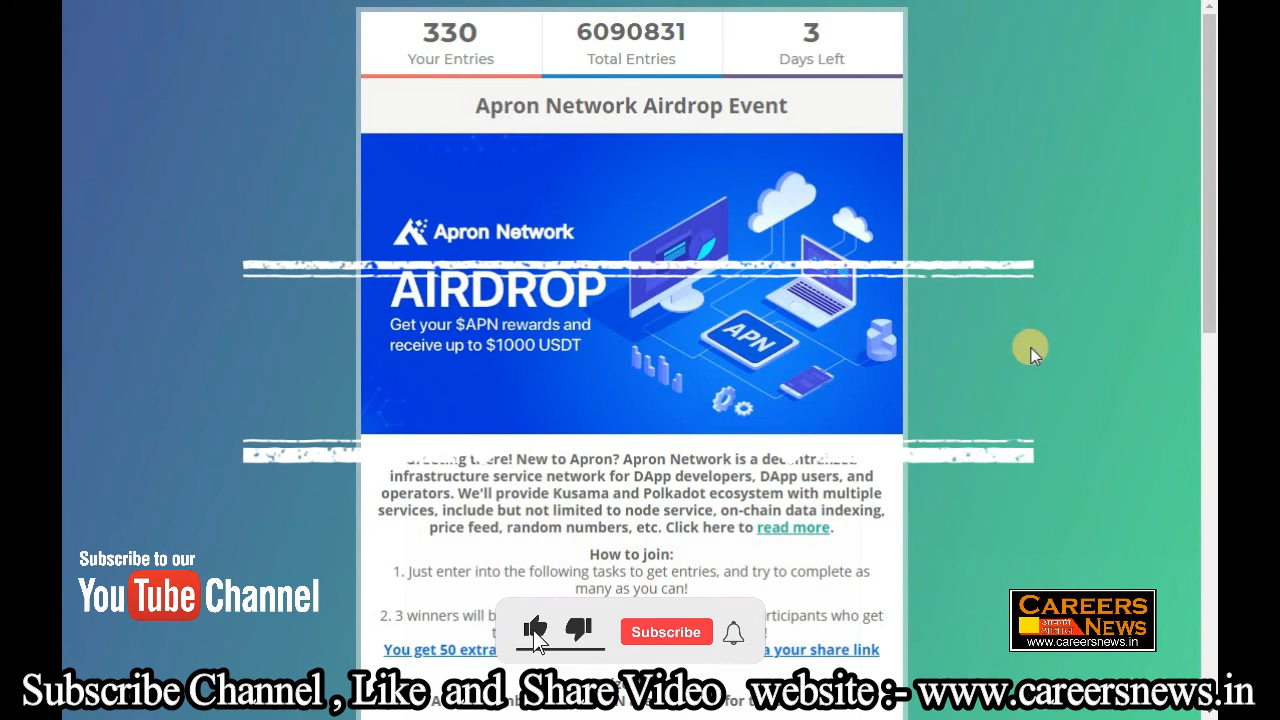 330
6090831
3
Your Entries
Total Entries
Days Left
Apron Network Airdrop Event
Apron Network
AIRDROP
Get your $APN rewards and
receive up to $1000 USDT
APN
Greeting there! New to Apron? Apron Network is a decentralized
infrastructure service network for DApp developers, DApp users, and
operators. We'll provide Kusama and Polkadot ecosystem with multiple
services, include but not limited to node service, on-chain data indexing,
price feed, random numbers, etc. Click here to read more.
How to join:
1. Just enter into the following tasks to get entries, and try to complete as
many as you can!
2. 3 winners will articipants who get
You get 50 extra your share link
Subscribe
Subscribe to our
YouTube Channel
CAREERS
NEWS
www.careersnews.in
Subscribe Channel , Like and Share Video website :- www.careersnews.in